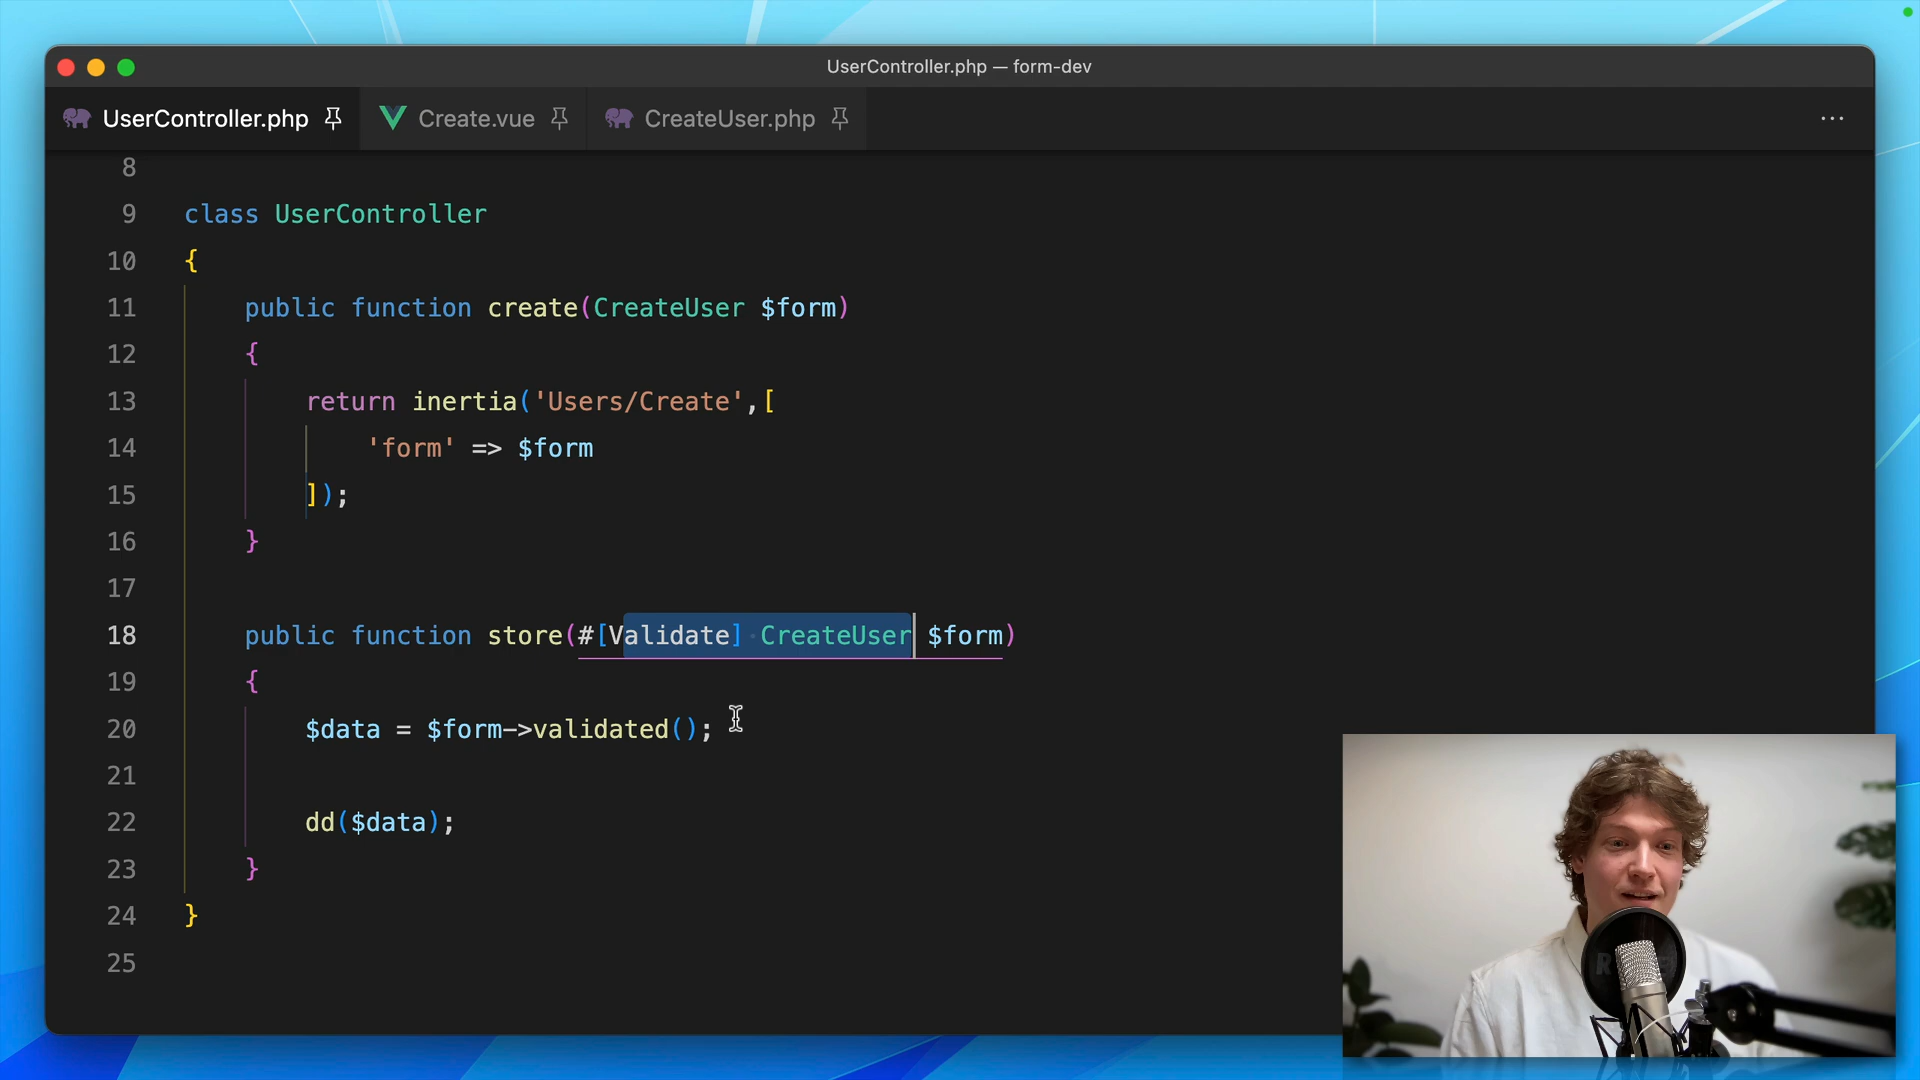 UserController.php — form-dev
UserController.php
Create.vue
CreateUser.php
...
8
9 class UserController
10 {
11 public function create(CreateUser $form)
12 {
13 return inertia('Users/Create',[
14 'form' => $form
15 ]);
16 }
17
18 public function store(#[Validate] CreateUser $form)
19 {
20 $data = $form->validated();
21
22 dd($data);
23 }
24 }
25